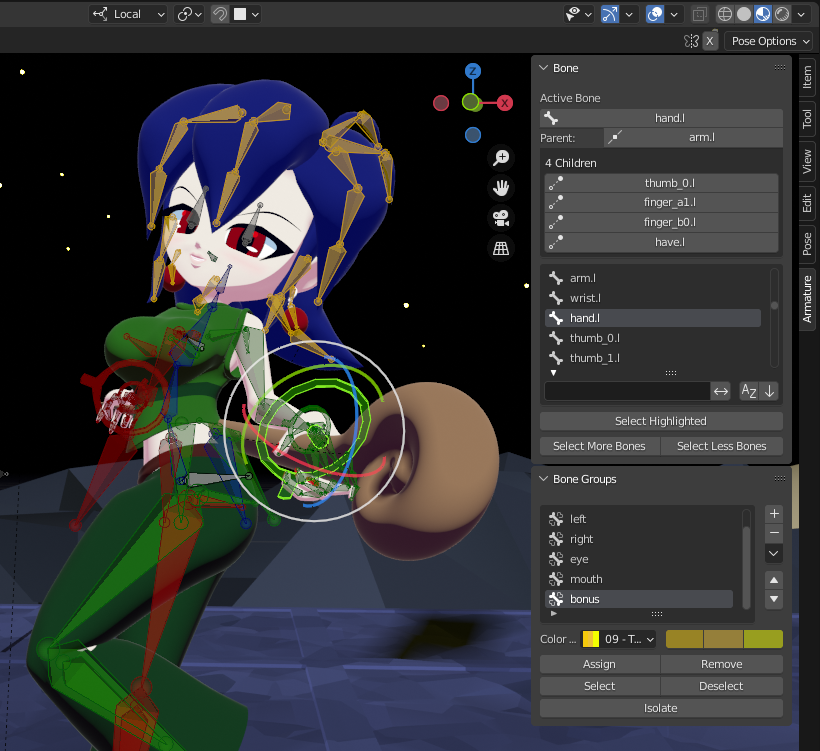 Local
X
Pose Options
Z
X
Bone
Active Bone
hand.l
Parent:
arm.l
4 Children
thumb_0.l
finger_a1.l
finger_b0.l
have.l
arm.l
wrist.l
hand.l
thumb_0.l
thumb_1.l
AZ
Select Highlighted
Select More Bones
Select Less Bones
Bone Groups
left
right
eye
mouth
bonus
Color ...
09 - T...
Assign
Remove
Select
Deselect
Isolate
Item
Tool
View
Edit
Pose
Armature